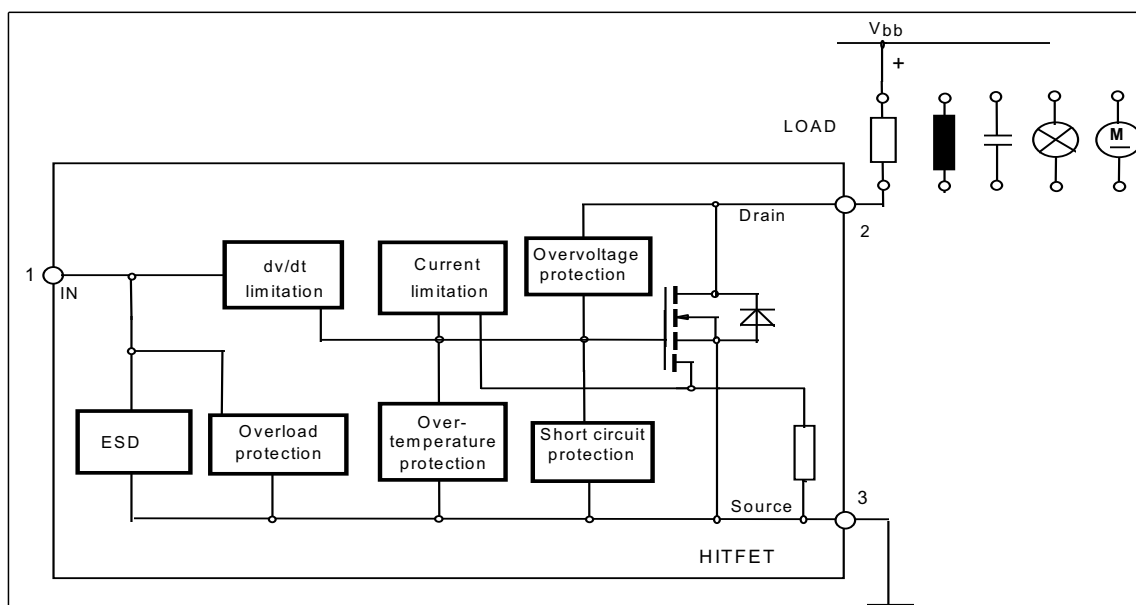 Vbb
+
LOAD
M
Drain
2
1
IN
dv/dt
limitation
Current
limitation
Overvoltage
protection
ESD
Overload
protection
Over-
temperature
protection
Short circuit
protection
Source
3
HITFET